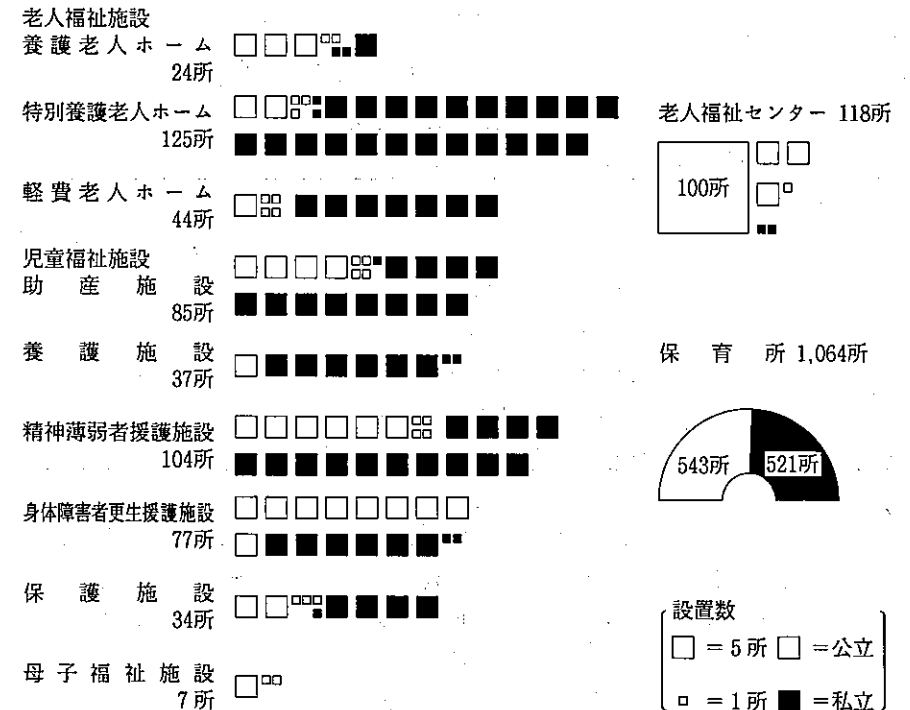 老人福祉施設
養護老人ホーム
24所
特別養護老人ホーム
125所
軽費老人ホーム
44所
児童福祉施設
助産施設
85所
養護施設
37所
精神薄弱者援護施設
104所
身体障害者更生援護施設
77所
保護施設
34所
母子福祉施設
7所
老人福祉センター 118所
100所
保育所 1,064所
543所 521所
設置数
□ =5所 □ =公立
▫ =1所 ■ =私立